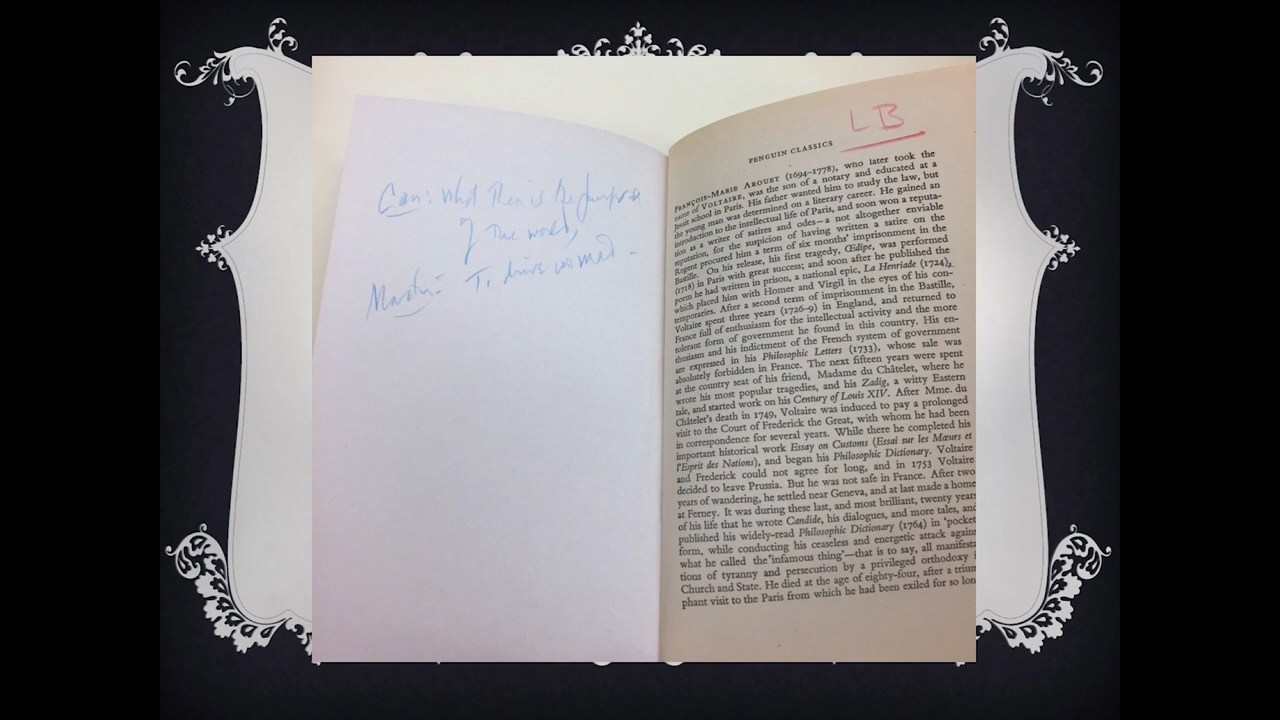 Can: What then is the purpose
of the world,
Martin: To drive us mad -
LB
PENGUIN CLASSICS
FRANÇOIS-MARIE AROUET (1694–1778), who later took the
name of VOLTAIRE, was the son of a notary and educated at a
Jesuit school in Paris. His father wanted him to study the law, but
the young man was determined on a literary career. He gained an
introduction to the intellectual life of Paris, and soon won a reputa-
tion as a writer of satires and odes – a not altogether enviable
reputation, for the suspicion of having written a satire on the
Regent procured him a term of six months' imprisonment in the
Bastille. On his release, his first tragedy, Œdipe, was performed
(1718) in Paris with great success; and soon after he published the
poem he had written in prison, a national epic, La Henriade (1724),
which placed him with Homer and Virgil in the eyes of his con-
temporaries. After a second term of imprisonment in the Bastille,
Voltaire spent three years (1726–9) in England, and returned to
France full of enthusiasm for the intellectual activity and the more
tolerant form of government he found in this country. His en-
thusiasm and his indictment of the French system of government
are expressed in his Philosophic Letters (1733), whose sale was
absolutely forbidden in France. The next fifteen years were spent
at the country seat of his friend, Madame du Châtelet, where he
wrote his most popular tragedies, and his Zadig, a witty Eastern
tale, and started work on his Century of Louis XIV. After Mme. du
Châtelet's death in 1749, Voltaire was induced to pay a prolonged
visit to the Court of Frederick the Great, with whom he had been
in correspondence for several years. While there he completed his
important historical work Essay on Customs (Essai sur les Mœurs et
l'Esprit des Nations), and began his Philosophic Dictionary. Voltaire
and Frederick could not agree for long, and in 1753 Voltaire
decided to leave Prussia. But he was not safe in France. After two
years of wandering, he settled near Geneva, and at last made a home
at Ferney. It was during these last, and most brilliant, twenty years
of his life that he wrote Candide, his dialogues, and more tales, and
published his widely-read Philosophic Dictionary (1764) in 'pocket
form, while conducting his ceaseless and energetic attack again
what he called the 'infamous thing' – that is to say, all manifest
tions of tyranny and persecution by a privileged orthodoxy i
Church and State. He died at the age of eighty-four, after a trium
phant visit to the Paris from which he had been exiled for so lon